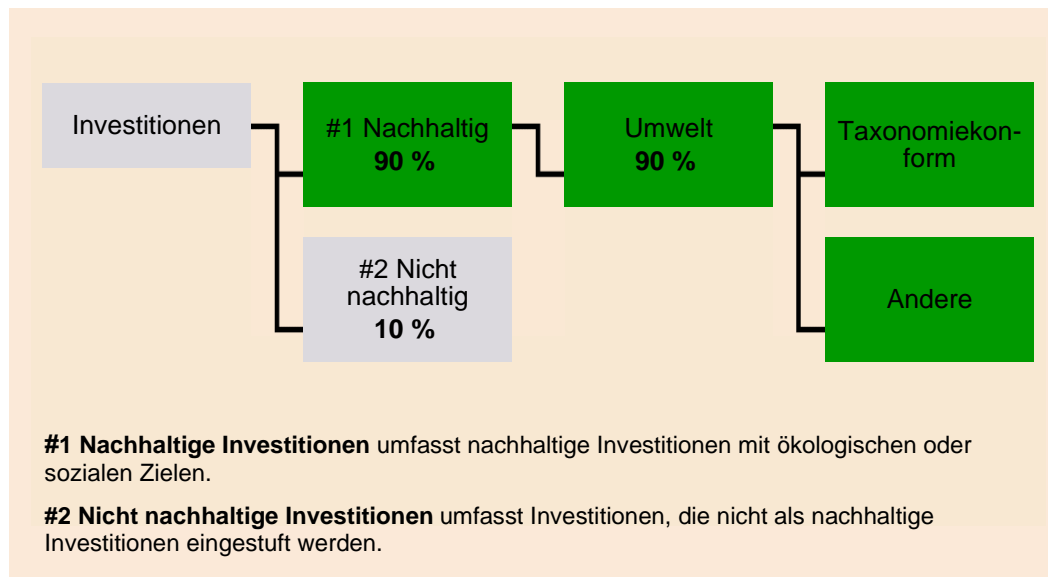 Investitionen
#1 Nachhaltig
90 %
Umwelt
90 %
Taxonomiekon-
form
#2 Nicht
nachhaltig
10 %
Andere
#1 Nachhaltige Investitionen umfasst nachhaltige Investitionen mit ökologischen oder
sozialen Zielen.
#2 Nicht nachhaltige Investitionen umfasst Investitionen, die nicht als nachhaltige
Investitionen eingestuft werden.